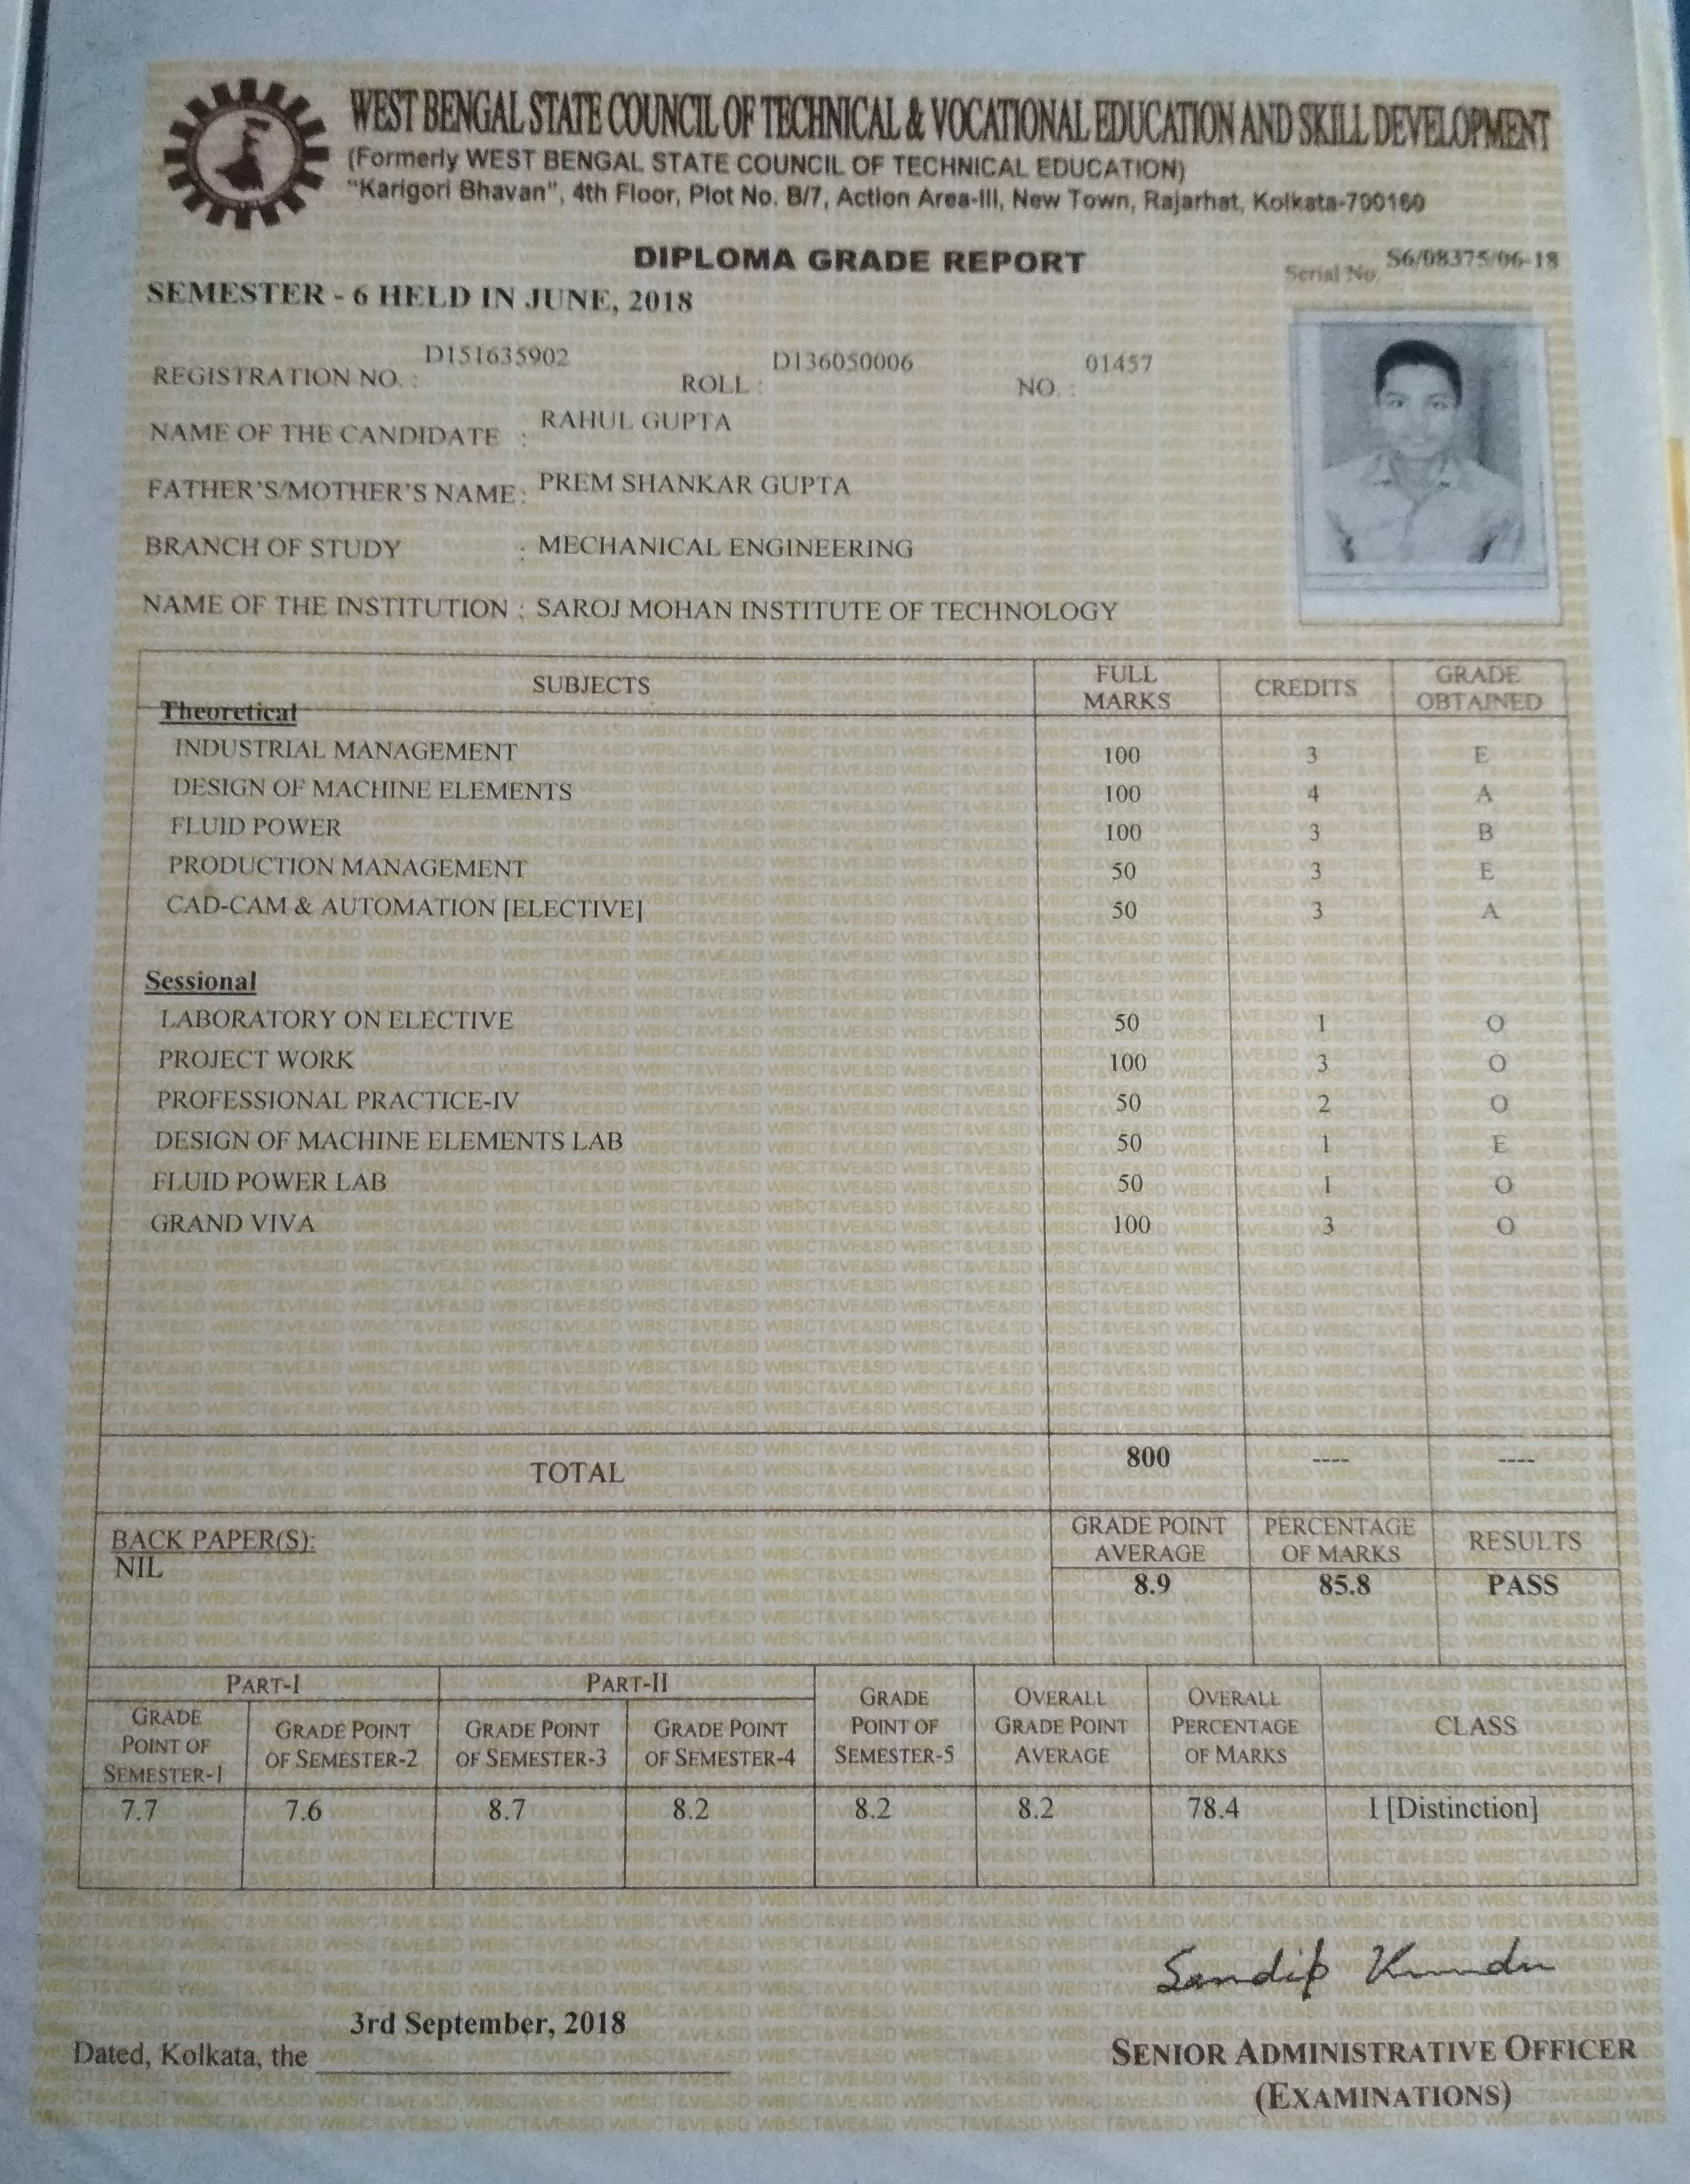 WEST BENGAL STATE COUNCIL OF TECHNICAL & VOCATIONAL EDUCATION AND SKILL DEVELOPMENT
(Formerly WEST BENGAL STATE COUNCIL OF TECHNICAL EDUCATION)
"Karigori Bhavan", 4th Floor, Plot No. B/7, Action Area-III, New Town, Rajarhat, Kolkata-700160
DIPLOMA GRADE REPORT
Serial No. S6/08375/06-18
SEMESTER - 6 HELD IN JUNE, 2018
REGISTRATION NO. : D151635902 ROLL : D136050006 NO. : 01457
NAME OF THE CANDIDATE : RAHUL GUPTA
FATHER'S/MOTHER'S NAME : PREM SHANKAR GUPTA
BRANCH OF STUDY : MECHANICAL ENGINEERING
NAME OF THE INSTITUTION : SAROJ MOHAN INSTITUTE OF TECHNOLOGY
SUBJECTS FULL MARKS CREDITS GRADE OBTAINED
Theoretical
INDUSTRIAL MANAGEMENT 100 3 E
DESIGN OF MACHINE ELEMENTS 100 4 A
FLUID POWER 100 3 B
PRODUCTION MANAGEMENT 50 3 E
CAD-CAM & AUTOMATION [ELECTIVE] 50 3 A
Sessional
LABORATORY ON ELECTIVE 50 1 O
PROJECT WORK 100 3 O
PROFESSIONAL PRACTICE-IV 50 2 O
DESIGN OF MACHINE ELEMENTS LAB 50 1 E
FLUID POWER LAB 50 1 O
GRAND VIVA 100 3 O
TOTAL 800 ---- ----
BACK PAPER(S):
NIL
GRADE POINT AVERAGE PERCENTAGE OF MARKS RESULTS
8.9 85.8 PASS
PART-I PART-II
GRADE POINT OF SEMESTER-1 GRADE POINT OF SEMESTER-2 GRADE POINT OF SEMESTER-3 GRADE POINT OF SEMESTER-4 GRADE POINT OF SEMESTER-5 OVERALL GRADE POINT AVERAGE OVERALL PERCENTAGE OF MARKS CLASS
7.7 7.6 8.7 8.2 8.2 8.2 78.4 I [Distinction]
Sandip Kundu
3rd September, 2018
Dated, Kolkata, the
SENIOR ADMINISTRATIVE OFFICER
(EXAMINATIONS)